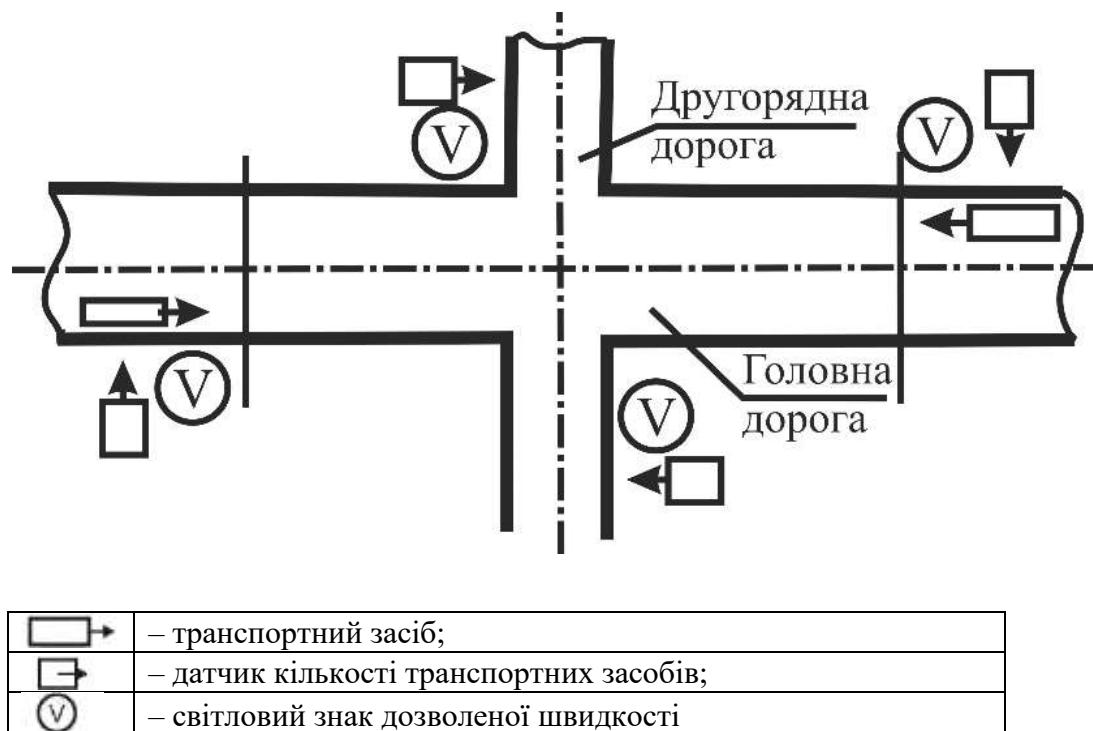 V
Другорядна
дорога
V
V
Головна
дорога
V
– транспортний засіб;
– датчик кількості транспортних засобів;
V – світловий знак дозволеної швидкості